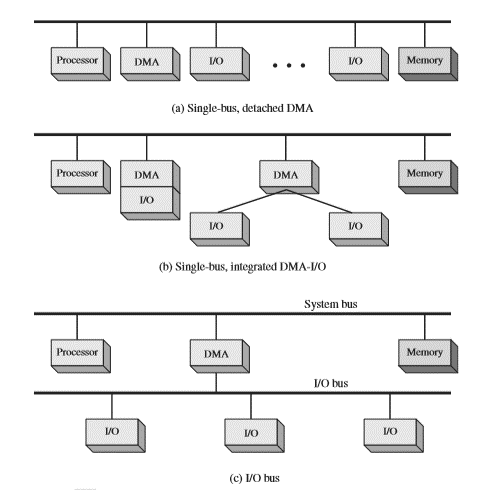 Processor DMA I/O ... I/O Memory
(a) Single-bus, detached DMA
Processor DMA DMA Memory
I/O
I/O I/O
(b) Single-bus, integrated DMA-I/O
System bus
Processor DMA Memory
I/O bus
I/O I/O I/O
(c) I/O bus